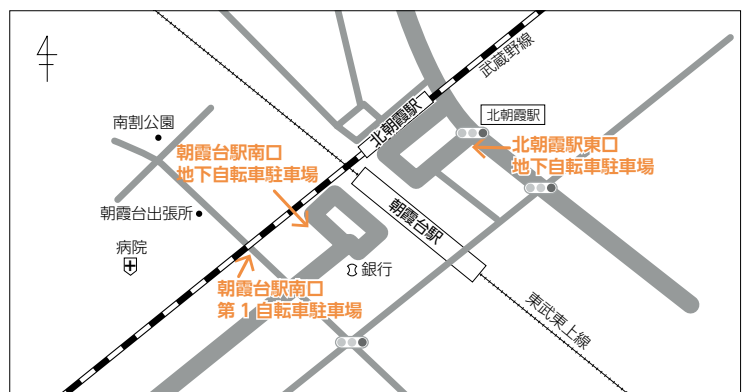 武蔵野線
北朝霞駅
北朝霞駅
南割公園
朝霞台駅南口
地下自転車駐車場
北朝霞駅東口
地下自転車駐車場
朝霞台出張所
朝霞台駅
病院
銀行
朝霞台駅南口
第1自転車駐車場
東武東上線